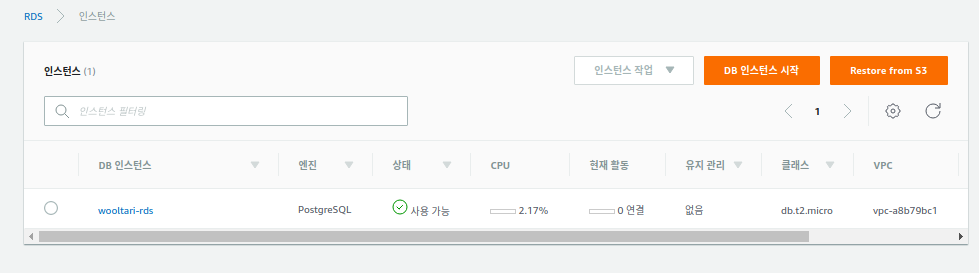 RDS 인스턴스
인스턴스 (1)
인스턴스 작업
DB 인스턴스 시작
Restore from S3
인스턴스 필터링
1
DB 인스턴스 엔진 상태 CPU 현재 활동 유지 관리 클래스 VPC
wooltari-rds PostgreSQL 사용 가능 2.17% 0 연결 없음 db.t2.micro vpc-a8b79bc1